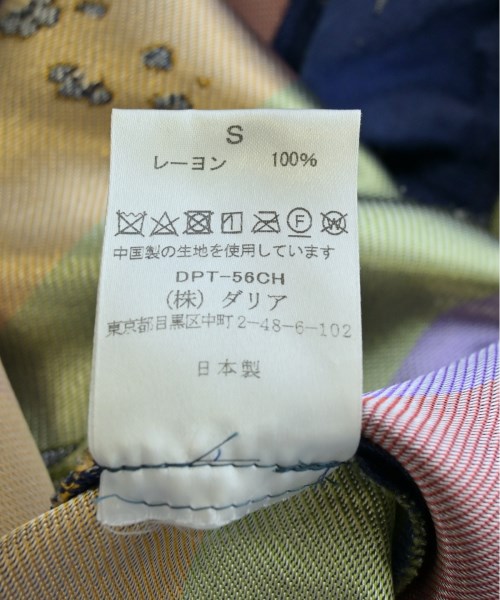 S
レーヨン 100%
中国製の生地を使用しています
DPT-56CH
(株) ダリア
東京都目黒区中町2-48-6-102
日本製